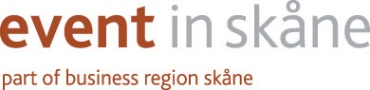 event in skåne
part of business region skåne